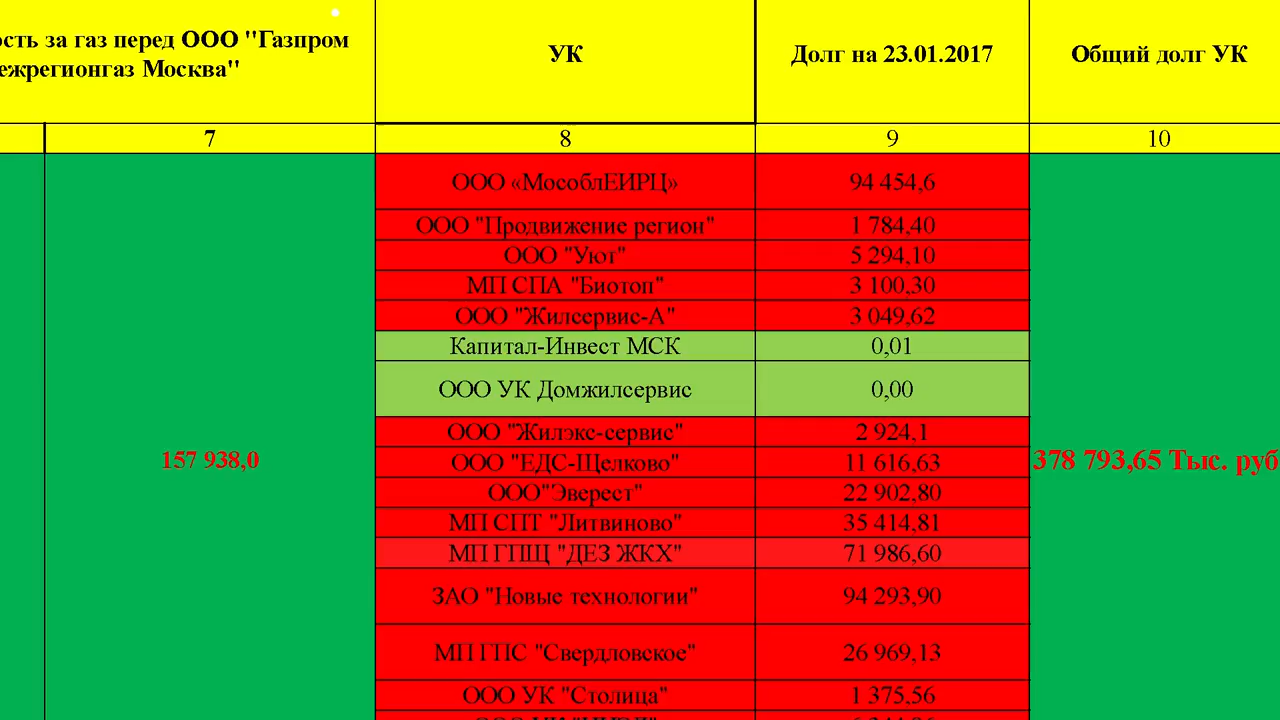 ость за газ перед ООО "Газпром
ежрегионгаз Москва"
УК
Долг на 23.01.2017
Общий долг УК
7
8
9
10
ООО «МособлЕИРЦ»
94 454,6
ООО "Продвижение регион"
1 784,40
ООО "Уют"
5 294,10
МП СПА "Биотоп"
3 100,30
ООО "Жилсервис-А"
3 049,62
Капитал-Инвест МСК
0,01
ООО УК Домжилсервис
0,00
ООО "Жилэкс-сервис"
2 924,1
157 938,0
ООО "ЕДС-Щелково"
11 616,63
378 793,65 Тыс. руб
ООО"Эверест"
22 902,80
МП СПТ "Литвиново"
35 414,81
МП ГПЩ "ДЕЗ ЖКХ"
71 986,60
ЗАО "Новые технологии"
94 293,90
МП ГПС "Свердловское"
26 969,13
ООО УК "Столица"
1 375,56